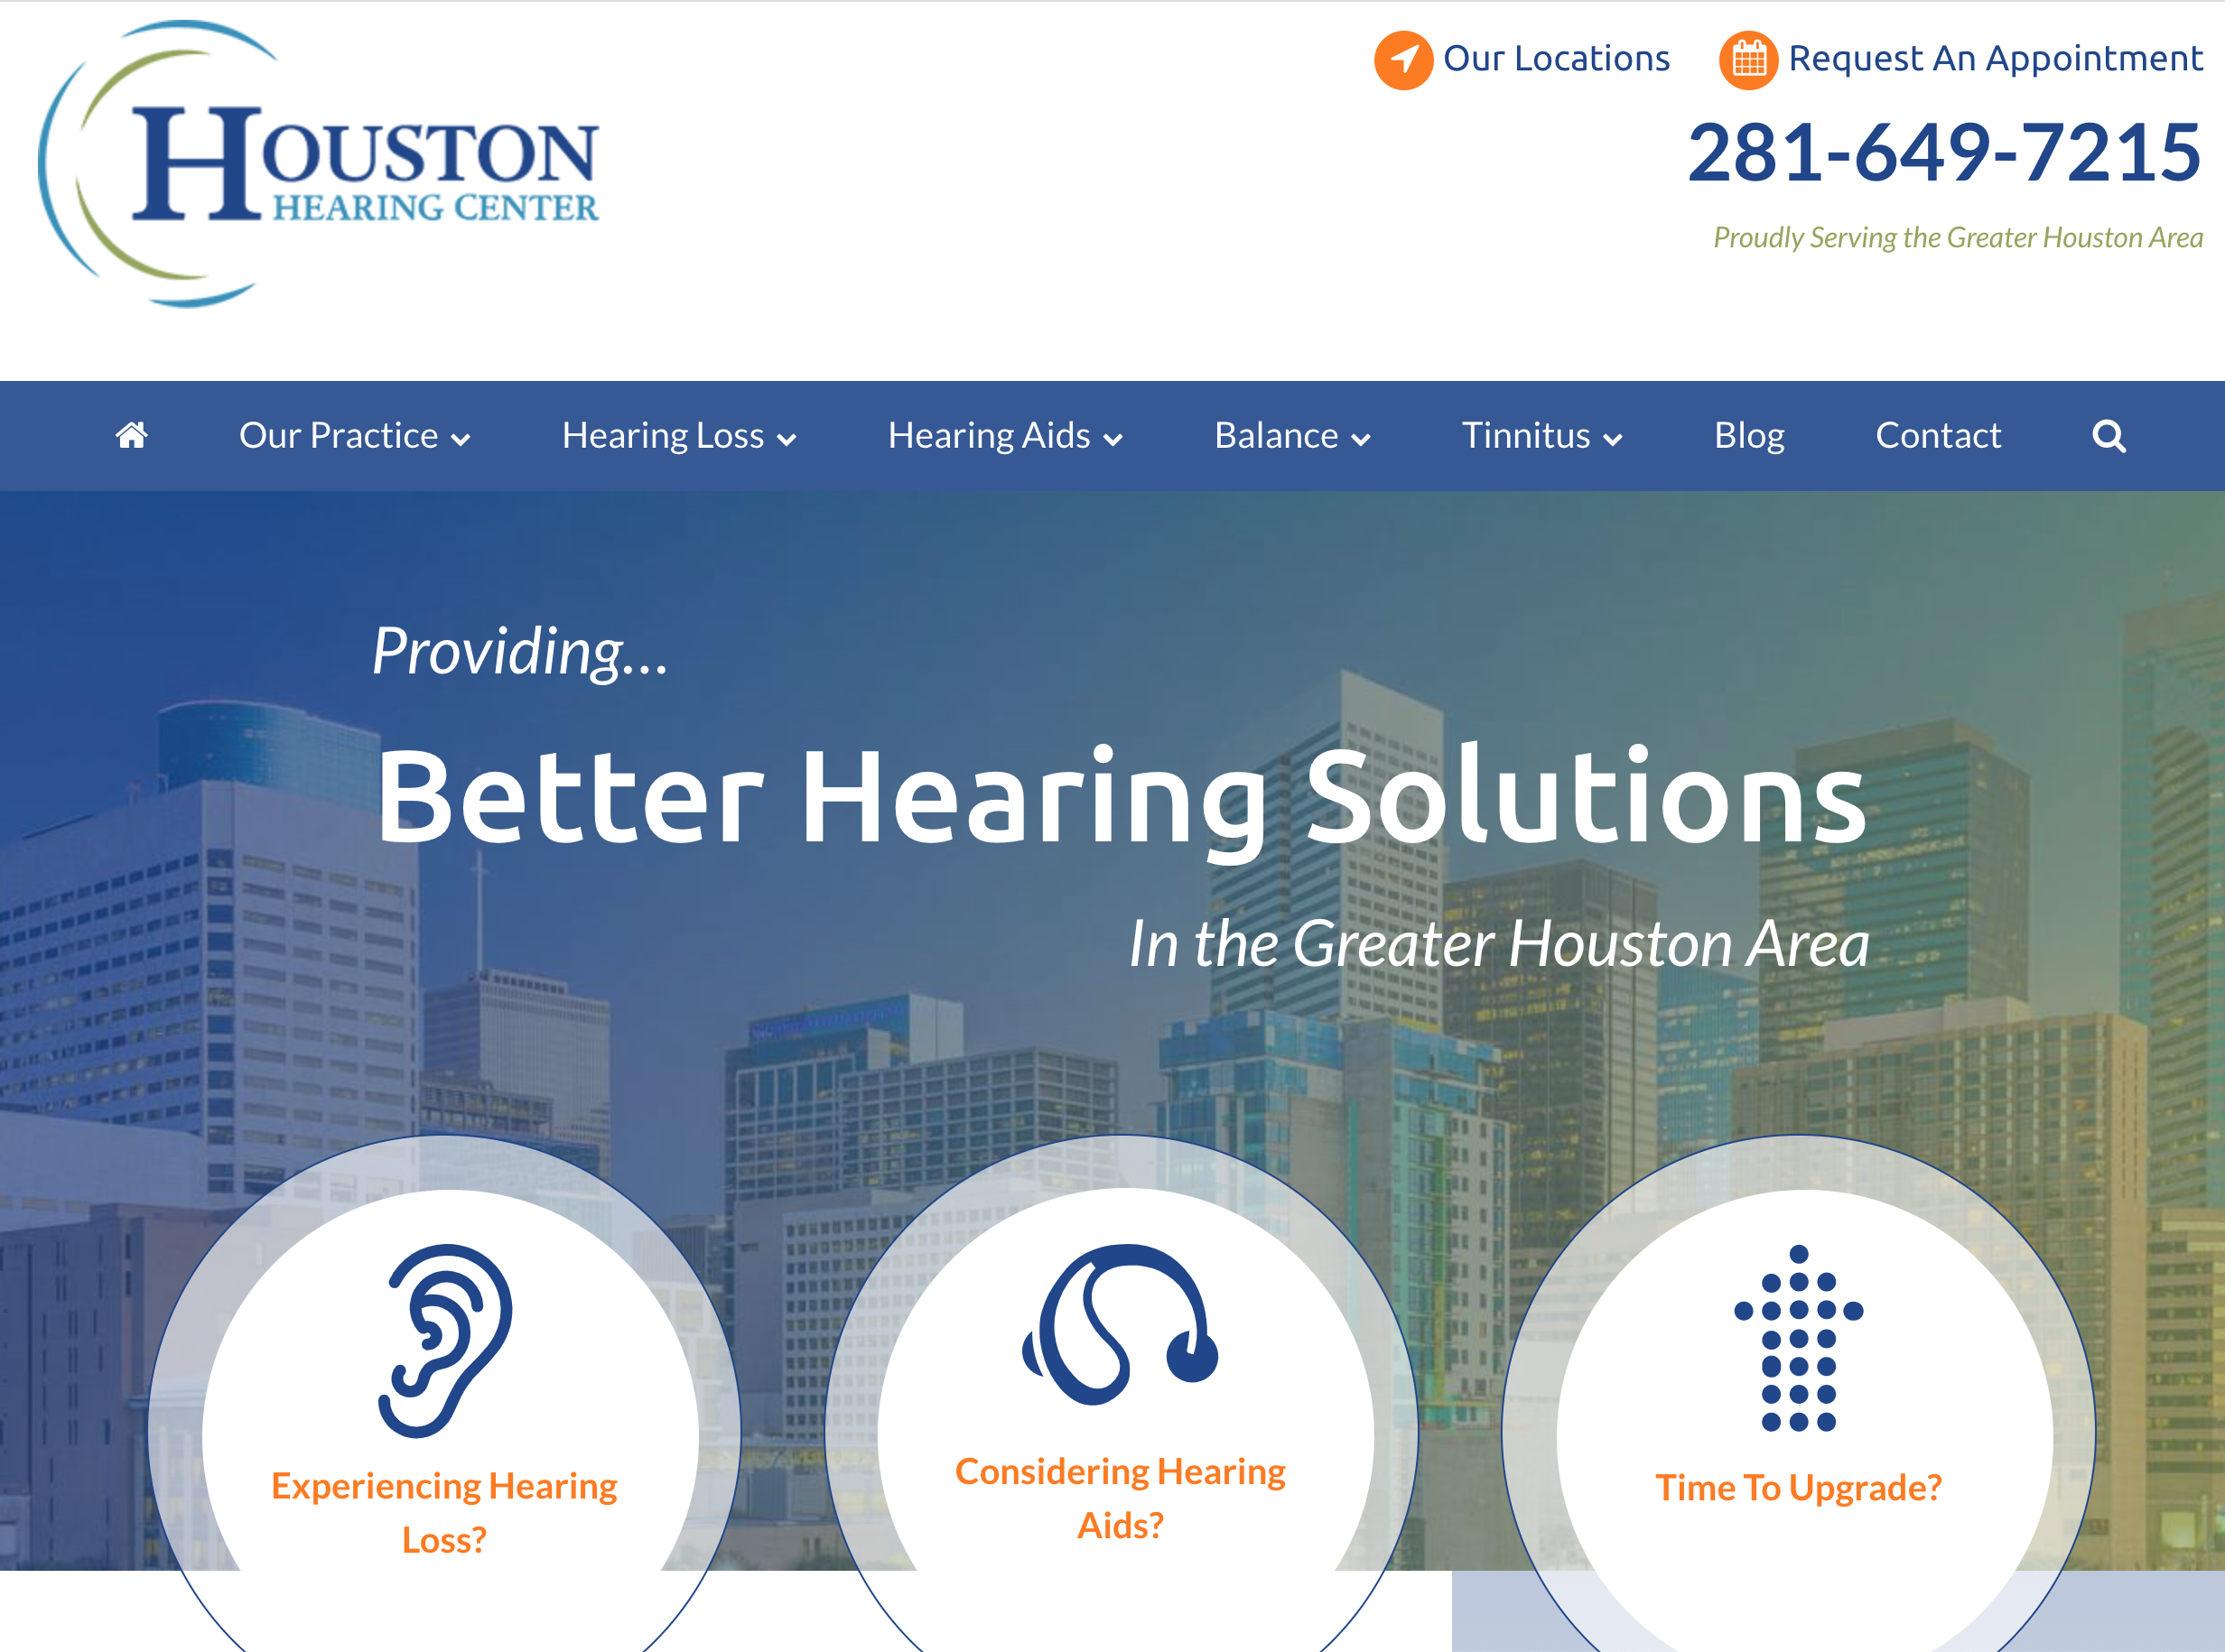 HOUSTON
HEARING CENTER
Our Locations
Request An Appointment
281-649-7215
Proudly Serving the Greater Houston Area
Our Practice
Hearing Loss
Hearing Aids
Balance
Tinnitus
Blog
Contact
Providing...
Better Hearing Solutions
In the Greater Houston Area
Experiencing Hearing
Loss?
Considering Hearing
Aids?
Time To Upgrade?